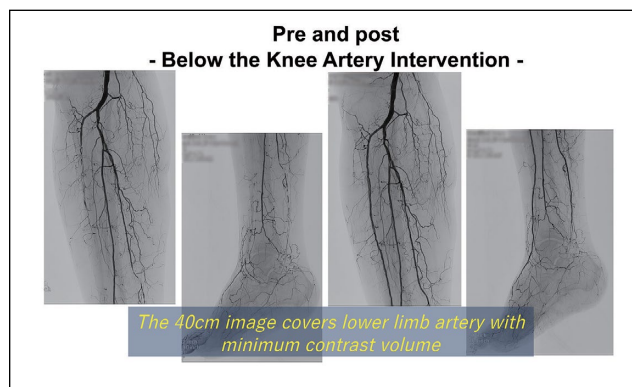 Pre and post
- Below the Knee Artery Intervention -
The 40cm image covers lower limb artery with
minimum contrast volume